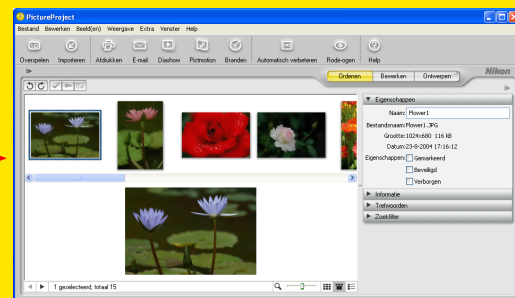 PictureProject
Bestand Bewerken Beeld(en) Weergave Extra Venster Help
Overspelen Importeren Afdrukken E-mail Diashow Pictmotion Branden Automatisch verbeteren Rode-ogen Help
Ordenen Bewerken Ontwerpen
Nikon
Eigenschappen
Naam: Flower1
Bestandsnaam: Flower1.JPG
Grootte: 1024x680 116 kB
Datum: 23-8-2004 17:16:12
Eigenschappen: Gemarkeerd
Beveiligd
Verborgen
Informatie
Trefwoorden
Zoekfilter
1 geselecteerd, totaal 15